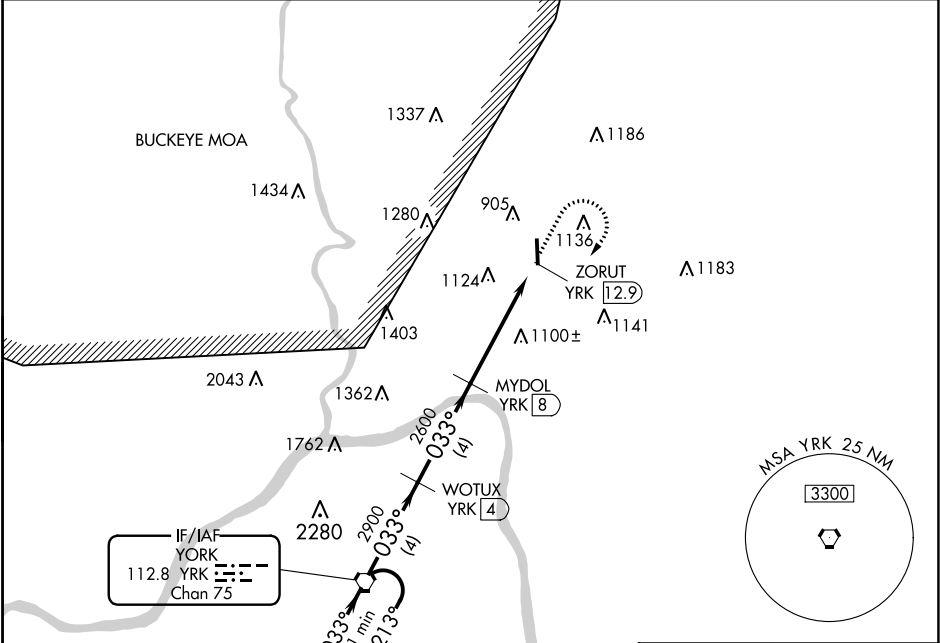 1337
1186
BUCKEYE MOA
1434
1280
905
1136
ZORUT
YRK 12.9
1183
1124
1141
1403
1100±
2043
1362
MYDOL
YRK 8
2600
033°
(4)
1762
MSA YRK 25 NM
3300
WOTUX
YRK 4
2280
2900
033°
(4)
IF/IAF
YORK
112.8 YRK
Chan 75
033°
1 min
213°